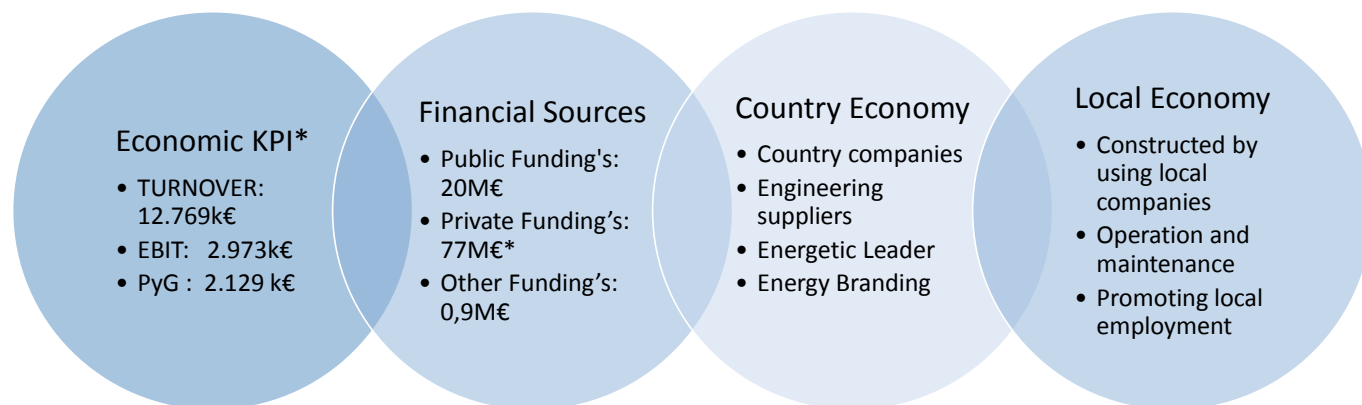 Economic KPI*
• TURNOVER:
12.769k€
• EBIT: 2.973k€
• PyG : 2.129 k€
Financial Sources
• Public Funding's:
20M€
• Private Funding’s:
77M€*
• Other Funding’s:
0,9M€
Country Economy
• Country companies
• Engineering
suppliers
• Energetic Leader
• Energy Branding
Local Economy
• Constructed by
using local
companies
• Operation and
maintenance
• Promoting local
employment